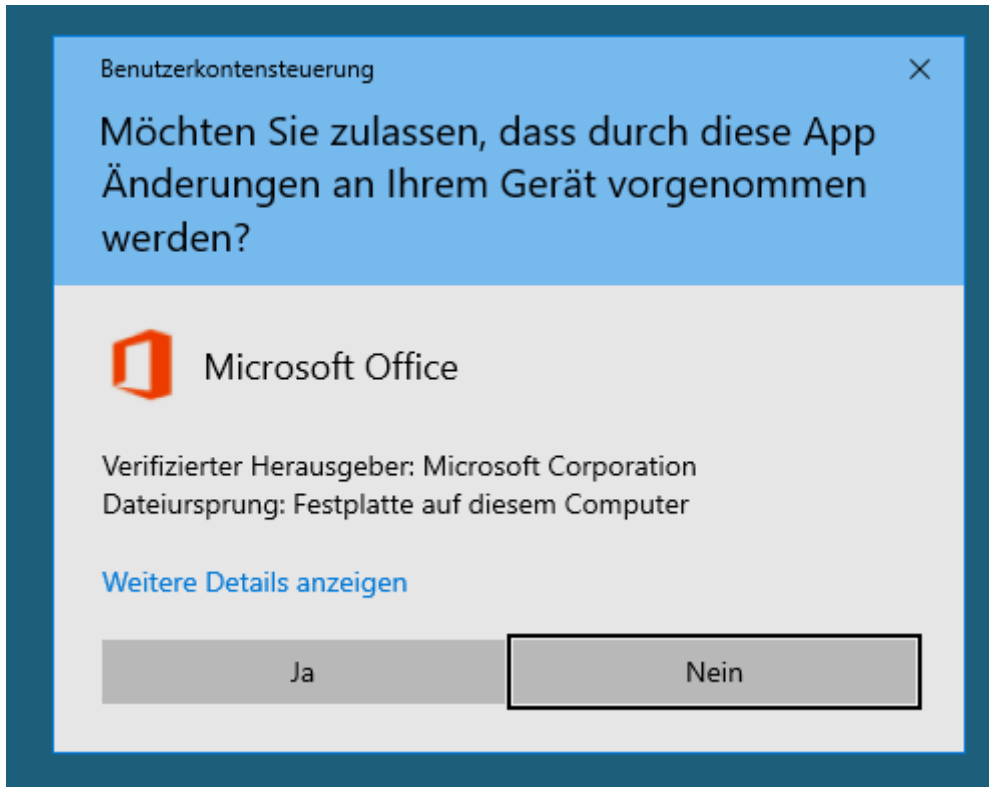 Benutzerkontensteuerung
Möchten Sie zulassen, dass durch diese App
Änderungen an Ihrem Gerät vorgenommen
werden?
Microsoft Office
Verifizierter Herausgeber: Microsoft Corporation
Dateiursprung: Festplatte auf diesem Computer
Weitere Details anzeigen
Ja
Nein